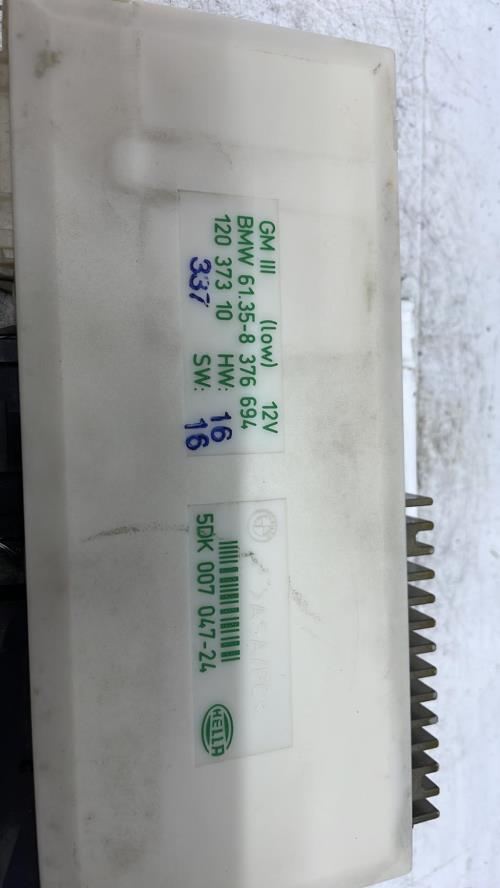 GM III (low) 12V
BMW 61.35-8 376 694
120 373 10 HW: 16
337 SW: 16
5DK 007 047-24
HELLA